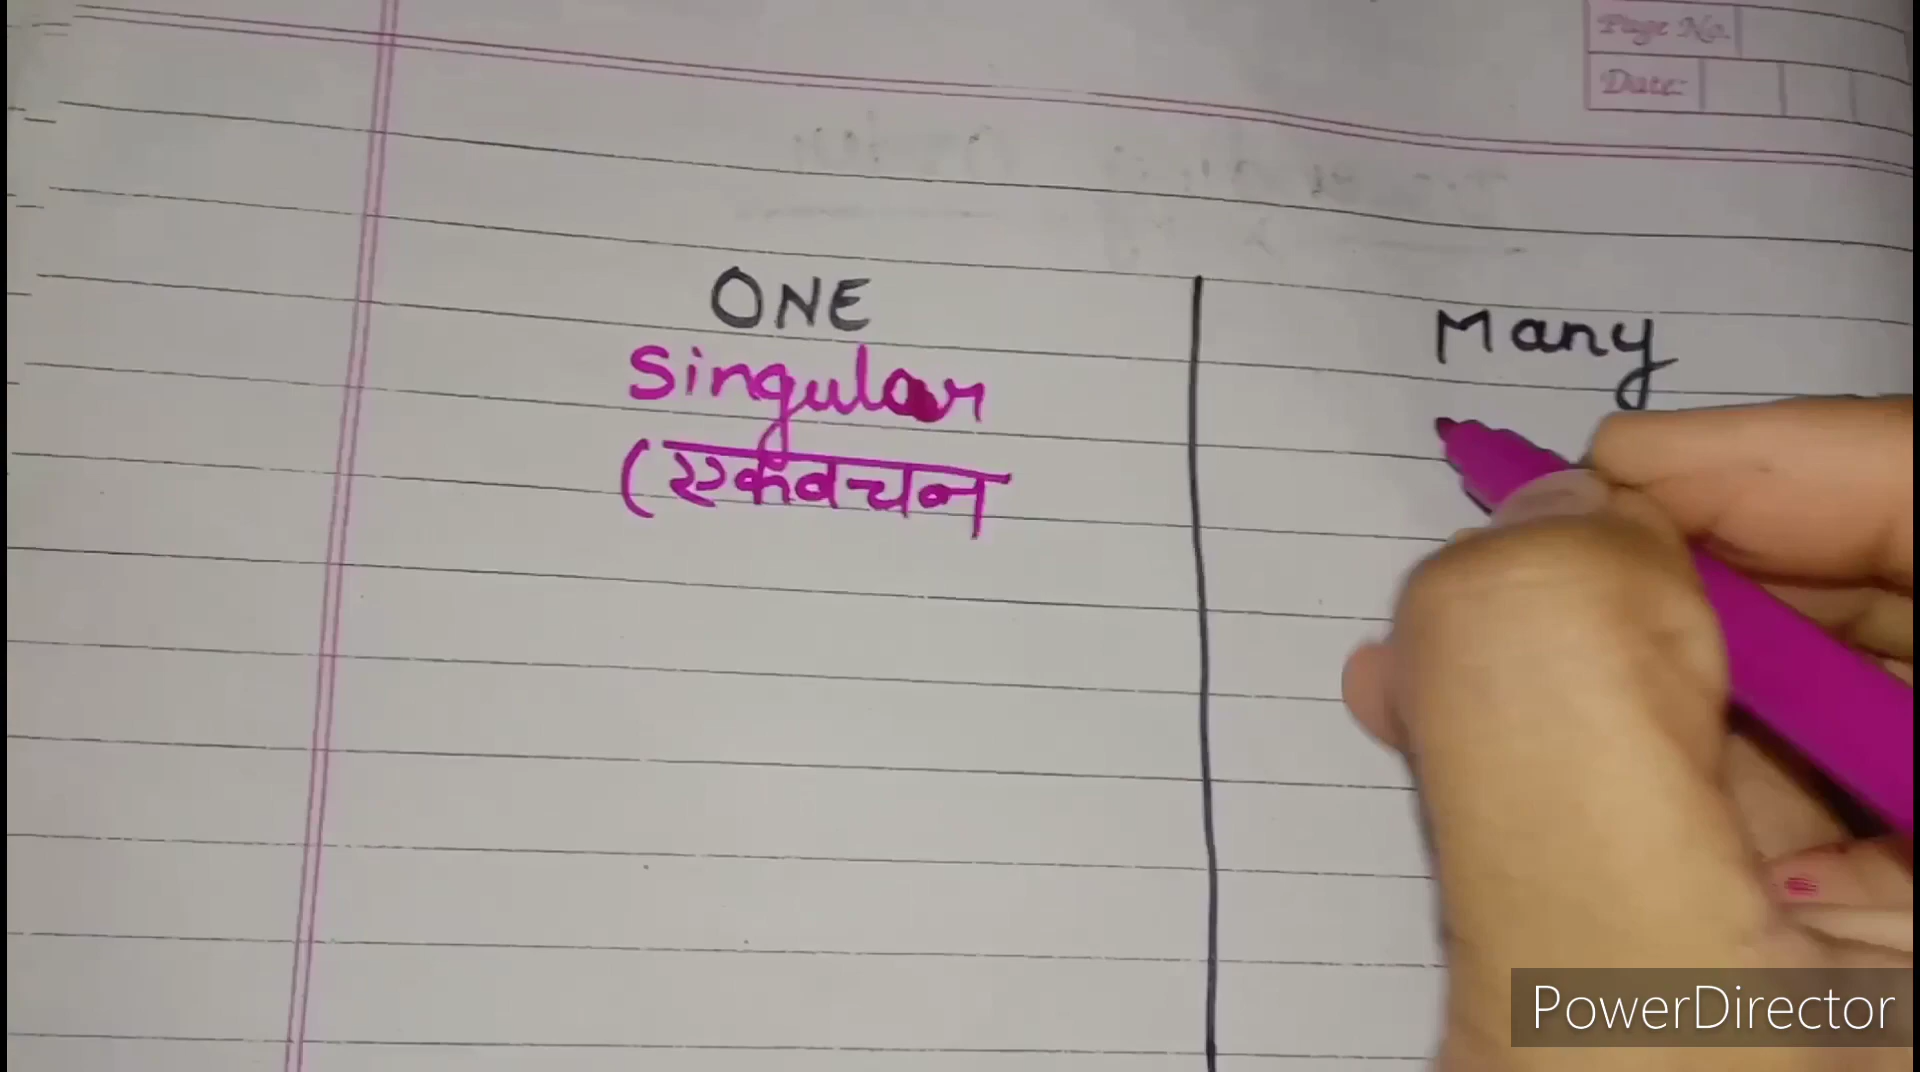 Page No.
Date:
ONE
Many
Singular
(एकवचन
PowerDirector